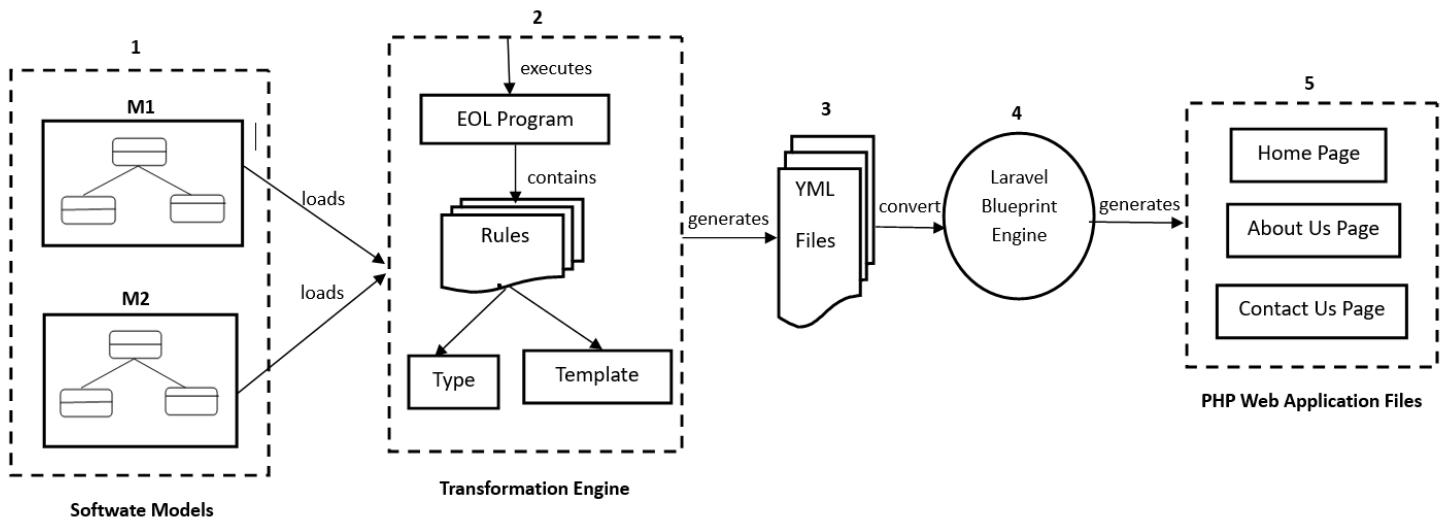 1
M1
M2
Softwate Models
loads
loads
2
executes
EOL Program
contains
Rules
Type
Template
Transformation Engine
generates
3
YML
Files
convert
4
Laravel
Blueprint
Engine
generates
5
Home Page
About Us Page
Contact Us Page
PHP Web Application Files